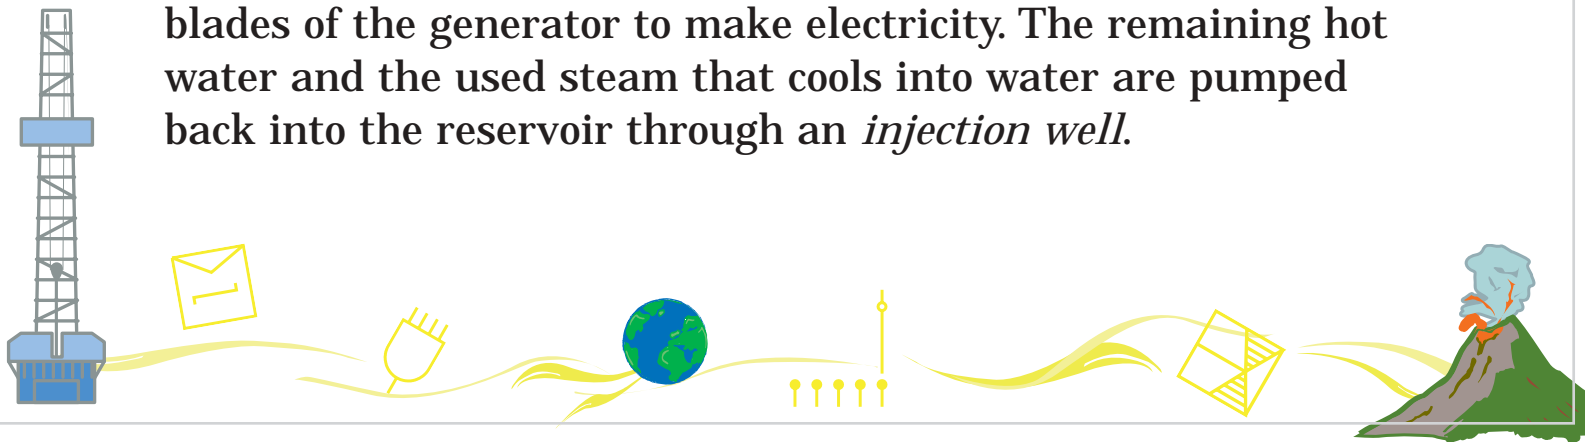 blades of the generator to make electricity. The remaining hot
water and the used steam that cools into water are pumped
back into the reservoir through an injection well.